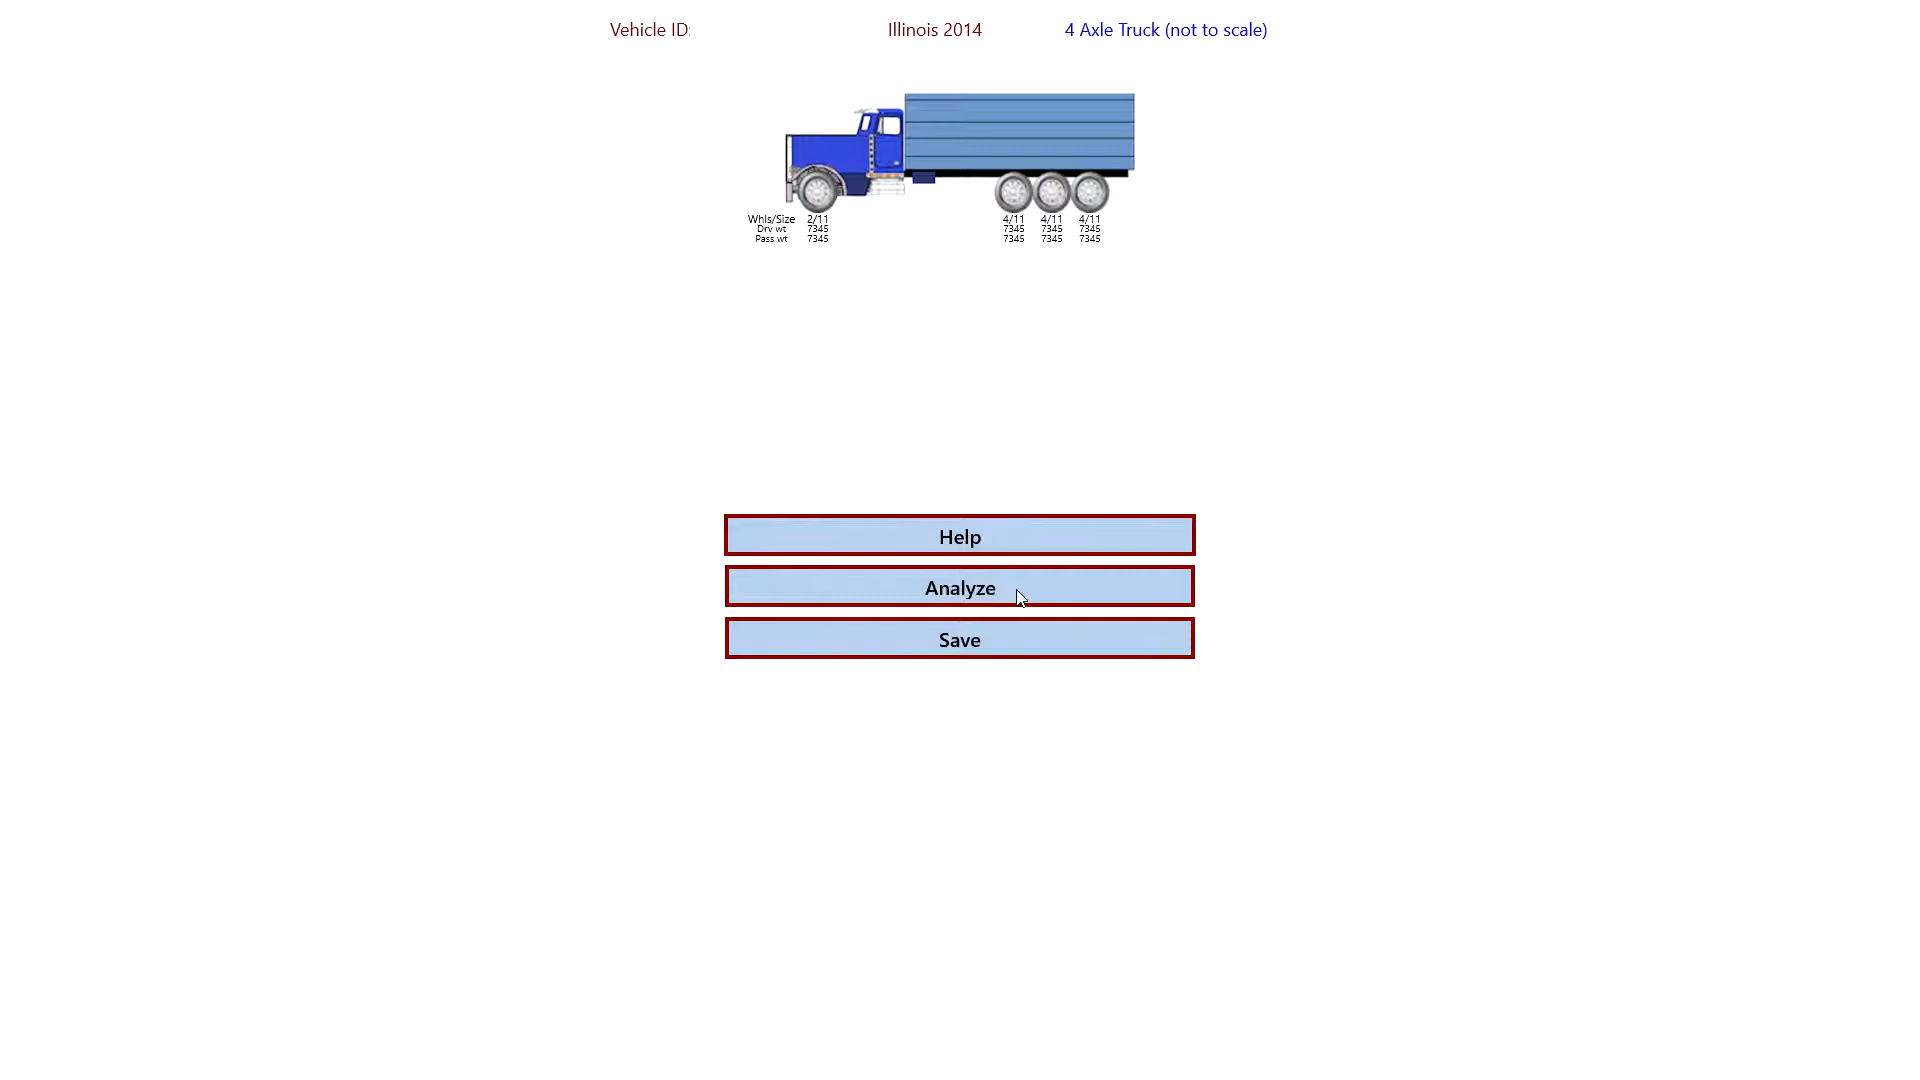 Vehicle ID: Illinois 2014 4 Axle Truck (not to scale)
Whls/Size 2/11 4/11 4/11 4/11
Drv wt 7345 7345 7345 7345
Pass wt 7345 7345 7345 7345
Help
Analyze
Save